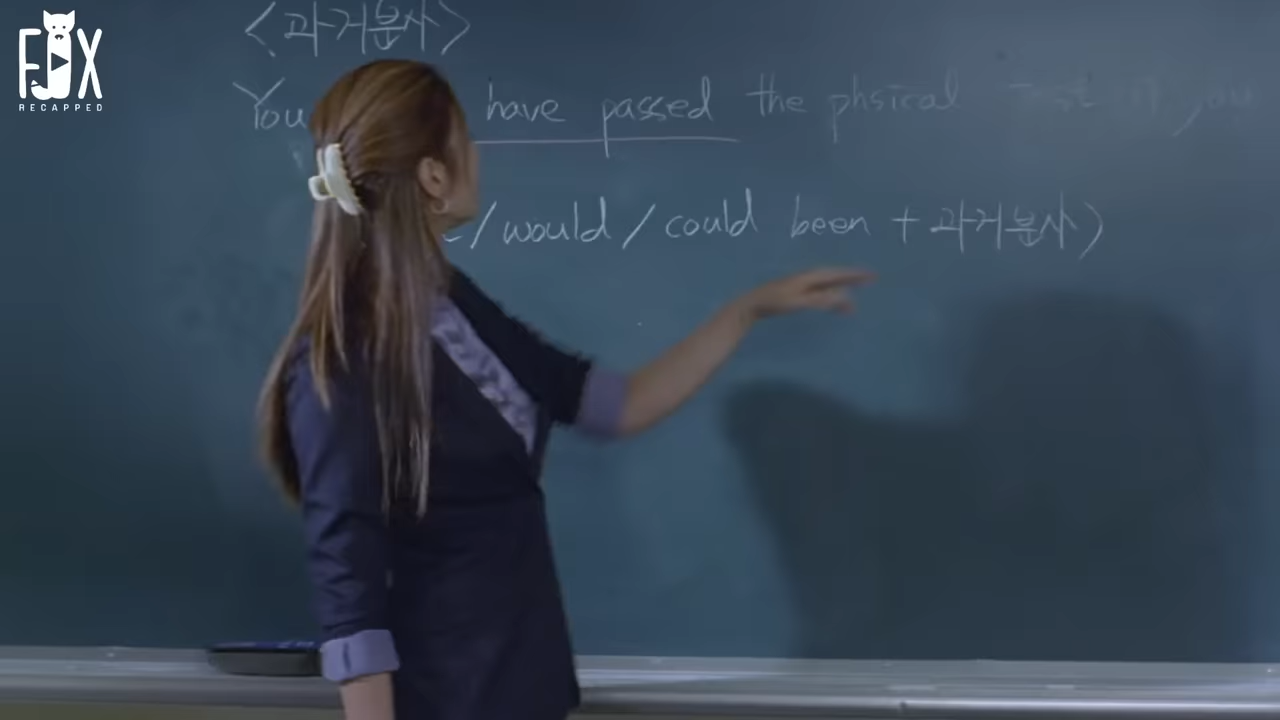 FOX
RECAPPED
<과거분사>
You have passed the phsical
/would/could been + 과거분사)